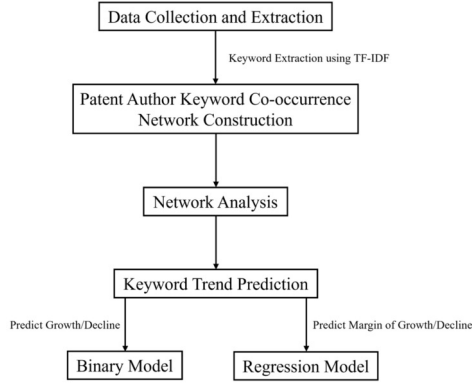 Data Collection and Extraction
Keyword Extraction using TF-IDF
Patent Author Keyword Co-occurrence
Network Construction
Network Analysis
Keyword Trend Prediction
Predict Growth/Decline
Predict Margin of Growth/Decline
Binary Model
Regression Model